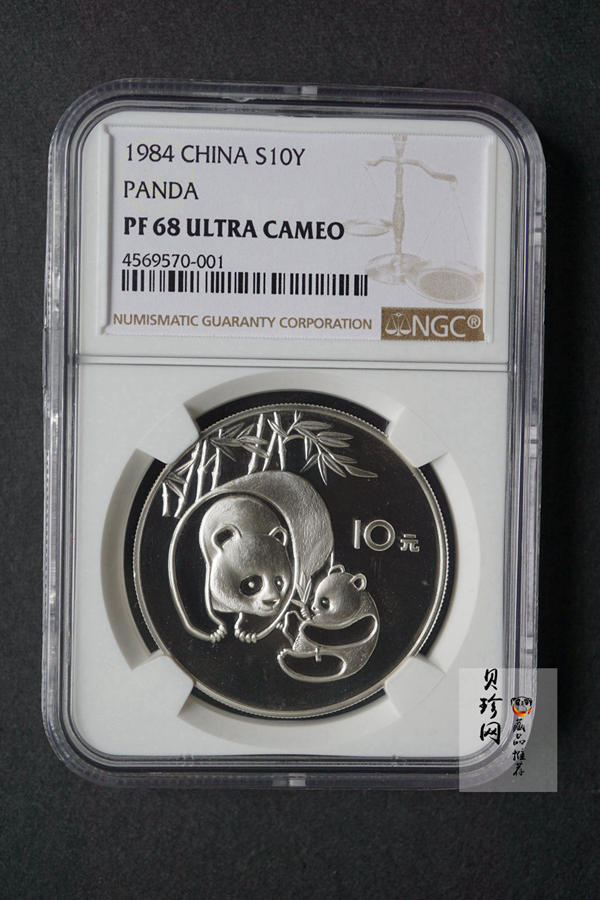 1984 CHINA S10Y
PANDA
PF 68 ULTRA CAMEO
4569570-001
NUMISMATIC GUARANTY CORPORATION
NGC®
10元
贝珍网
藏品推荐